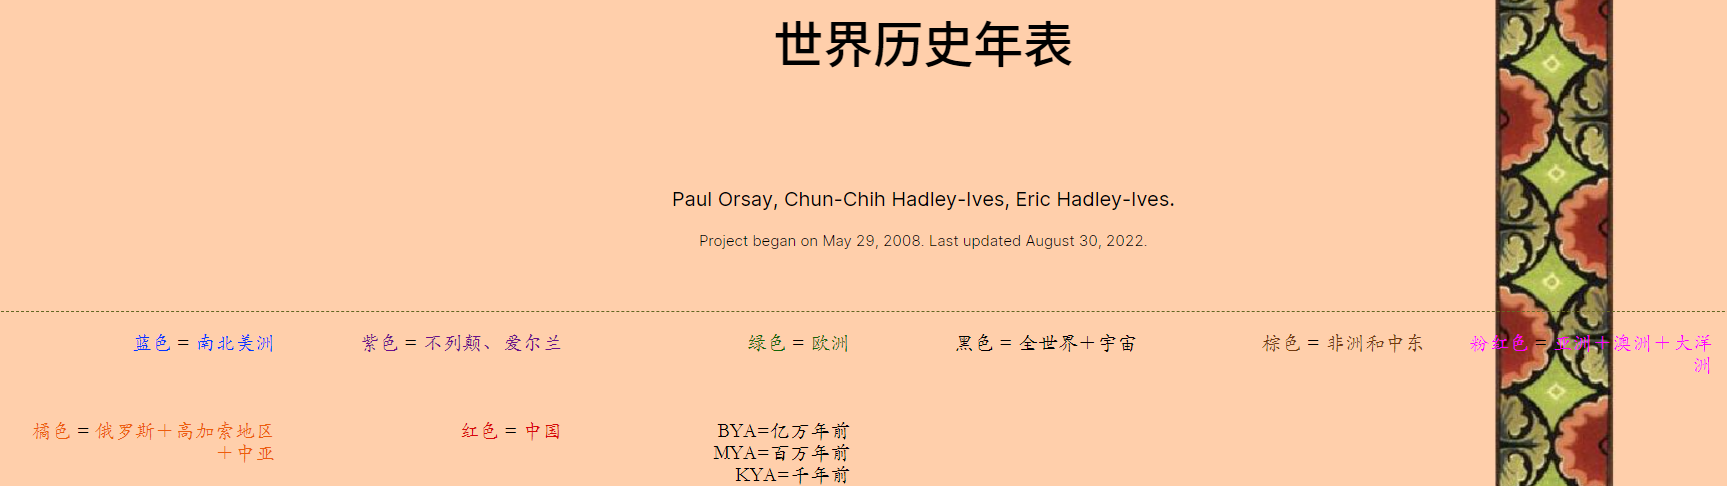 世界历史年表
Paul Orsay, Chun-Chih Hadley-Ives, Eric Hadley-Ives.
Project began on May 29, 2008. Last updated August 30, 2022.
蓝色 = 南北美洲
紫色 = 不列颠、爱尔兰
绿色 = 欧洲
黑色 = 全世界＋宇宙
棕色 = 非洲和中东
粉红色 = 亚洲＋澳洲＋大洋
洲
橘色 = 俄罗斯＋高加索地区
＋中亚
红色 = 中国
BYA=亿万年前
MYA=百万年前
KYA=千年前